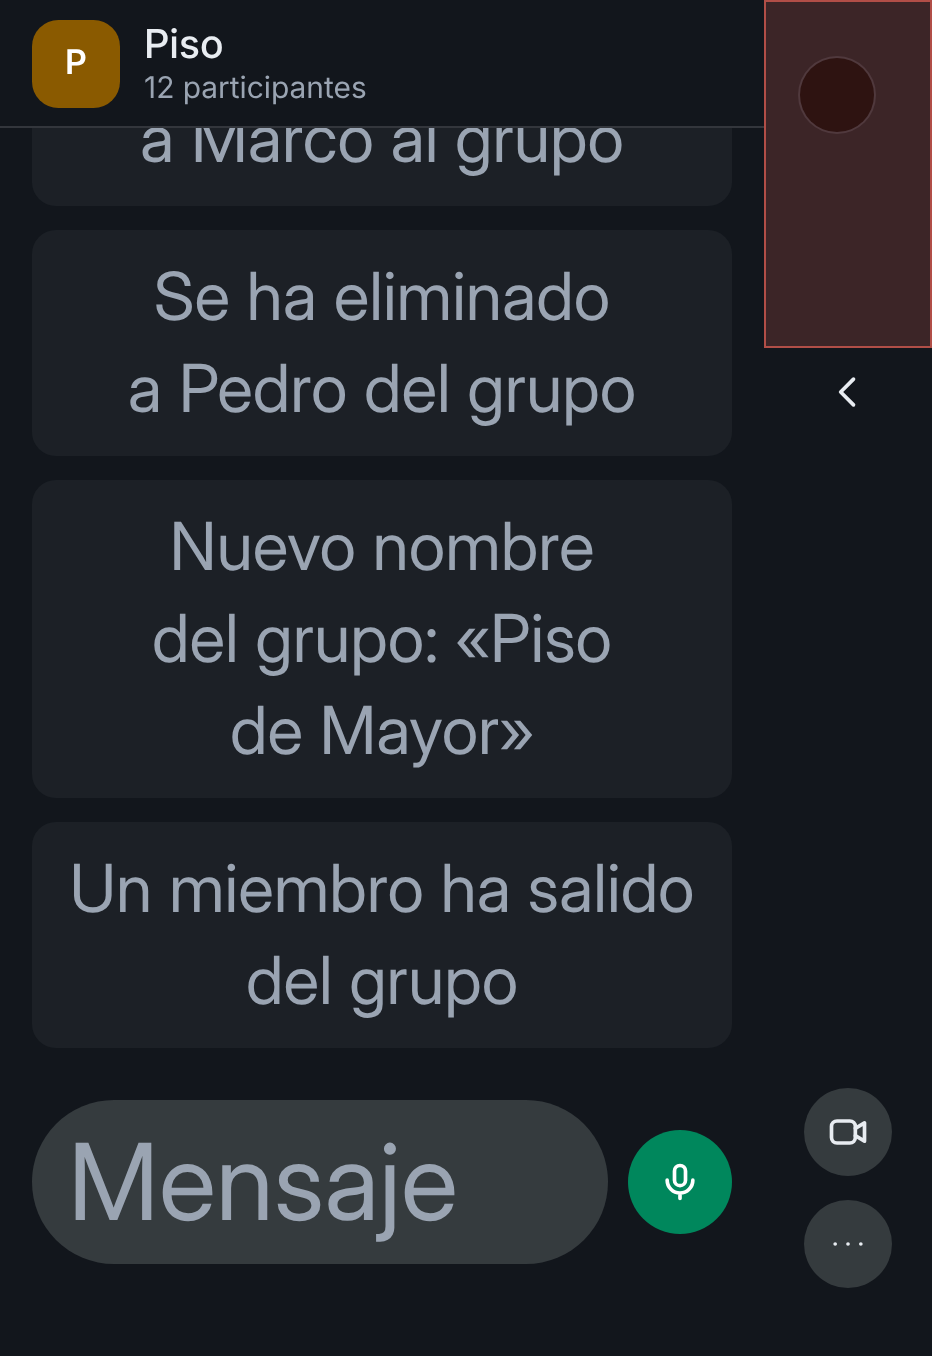 P
Piso
12 participantes
a Marco al grupo
Se ha eliminado
a Pedro del grupo
Nuevo nombre
del grupo: «Piso
de Mayor»
Un miembro ha salido
del grupo
Mensaje